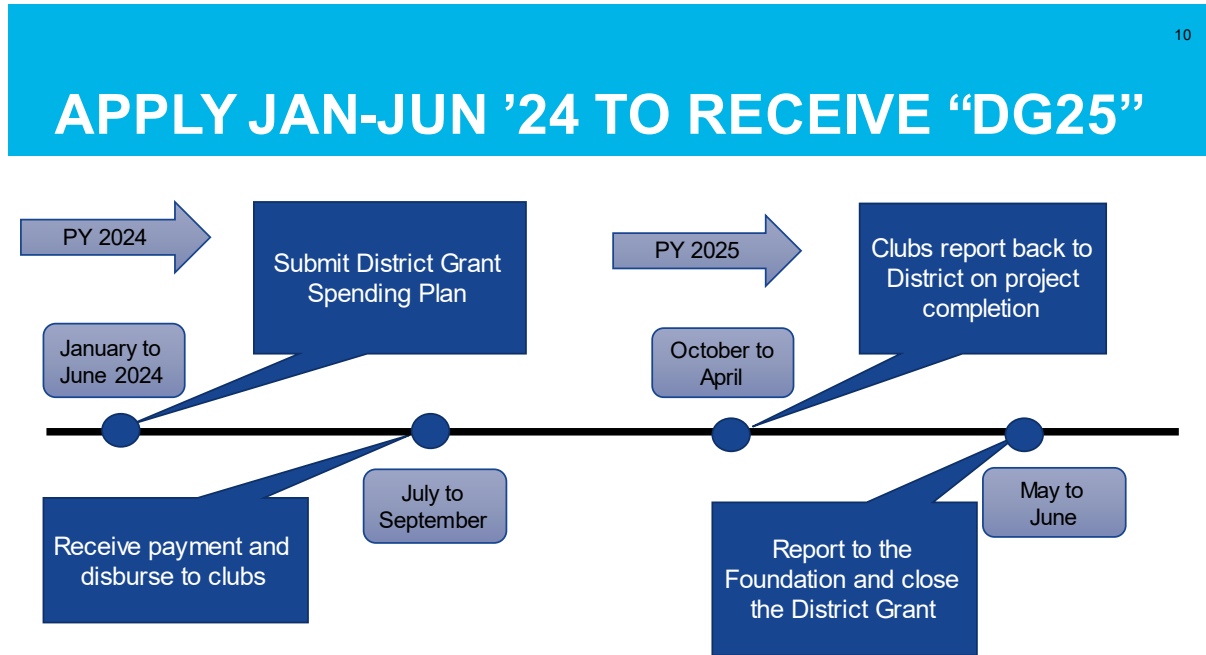 10
APPLY JAN-JUN ’24 TO RECEIVE “DG25”
PY 2024
Submit District Grant
Spending Plan
PY 2025
Clubs report back to
District on project
completion
January to
June 2024
October to
April
July to
September
May to
June
Receive payment and
disburse to clubs
Report to the
Foundation and close
the District Grant